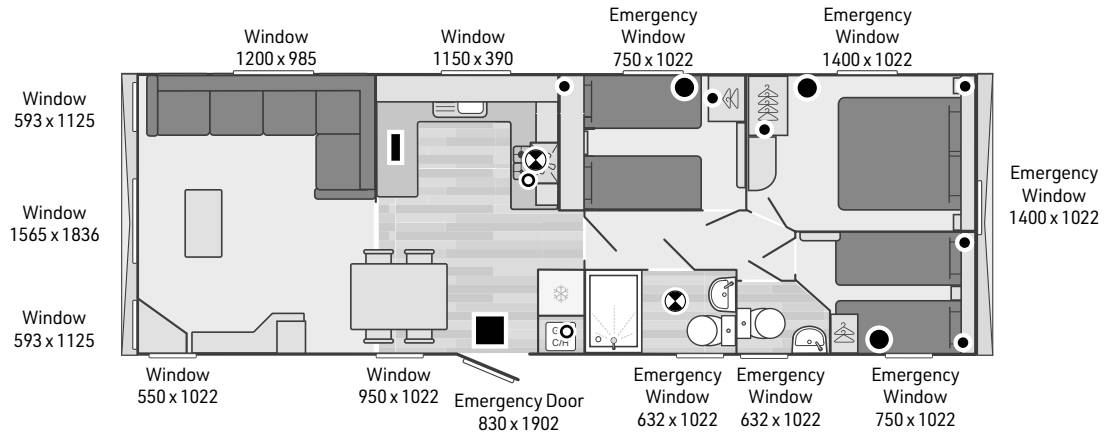 Window
1200 x 985
Window
1150 x 390
Emergency
Window
750 x 1022
Emergency
Window
1400 x 1022
Window
593 x 1125
Window
1565 x 1836
Window
593 x 1125
Emergency
Window
1400 x 1022
C/H
Window
550 x 1022
Window
950 x 1022
Emergency Door
830 x 1902
Emergency
Window
632 x 1022
Emergency
Window
632 x 1022
Emergency
Window
750 x 1022